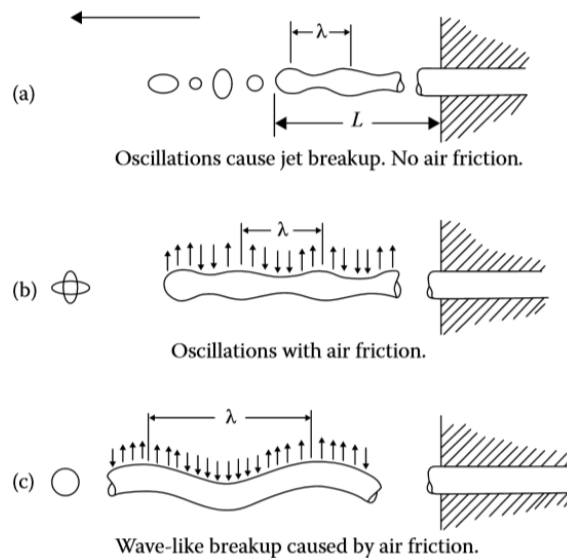 λ
(a)
L
Oscillations cause jet breakup. No air friction.
λ
(b)
Oscillations with air friction.
λ
(c)
Wave-like breakup caused by air friction.